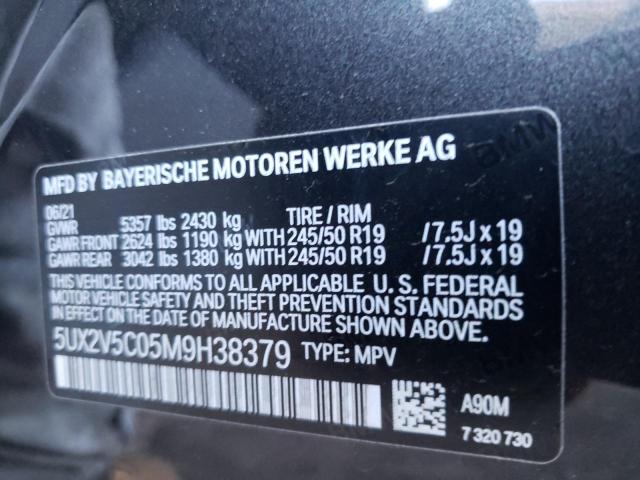 MFD BY BAYERISCHE MOTOREN WERKE AG
06/21
GVWR 5357 lbs 2430 kg TIRE / RIM
GAWR FRONT 2624 lbs 1190 kg WITH 245/50 R19 /7.5J x 19
GAWR REAR 3042 lbs 1380 kg WITH 245/50 R19 /7.5J x 19
THIS VEHICLE CONFORMS TO ALL APPLICABLE U. S. FEDERAL
MOTOR VEHICLE SAFETY AND THEFT PREVENTION STANDARDS
IN EFFECT ON THE DATE OF MANUFACTURE SHOWN ABOVE.
5UX2V5C05M9H38379 TYPE: MPV
A90M
7 320 730